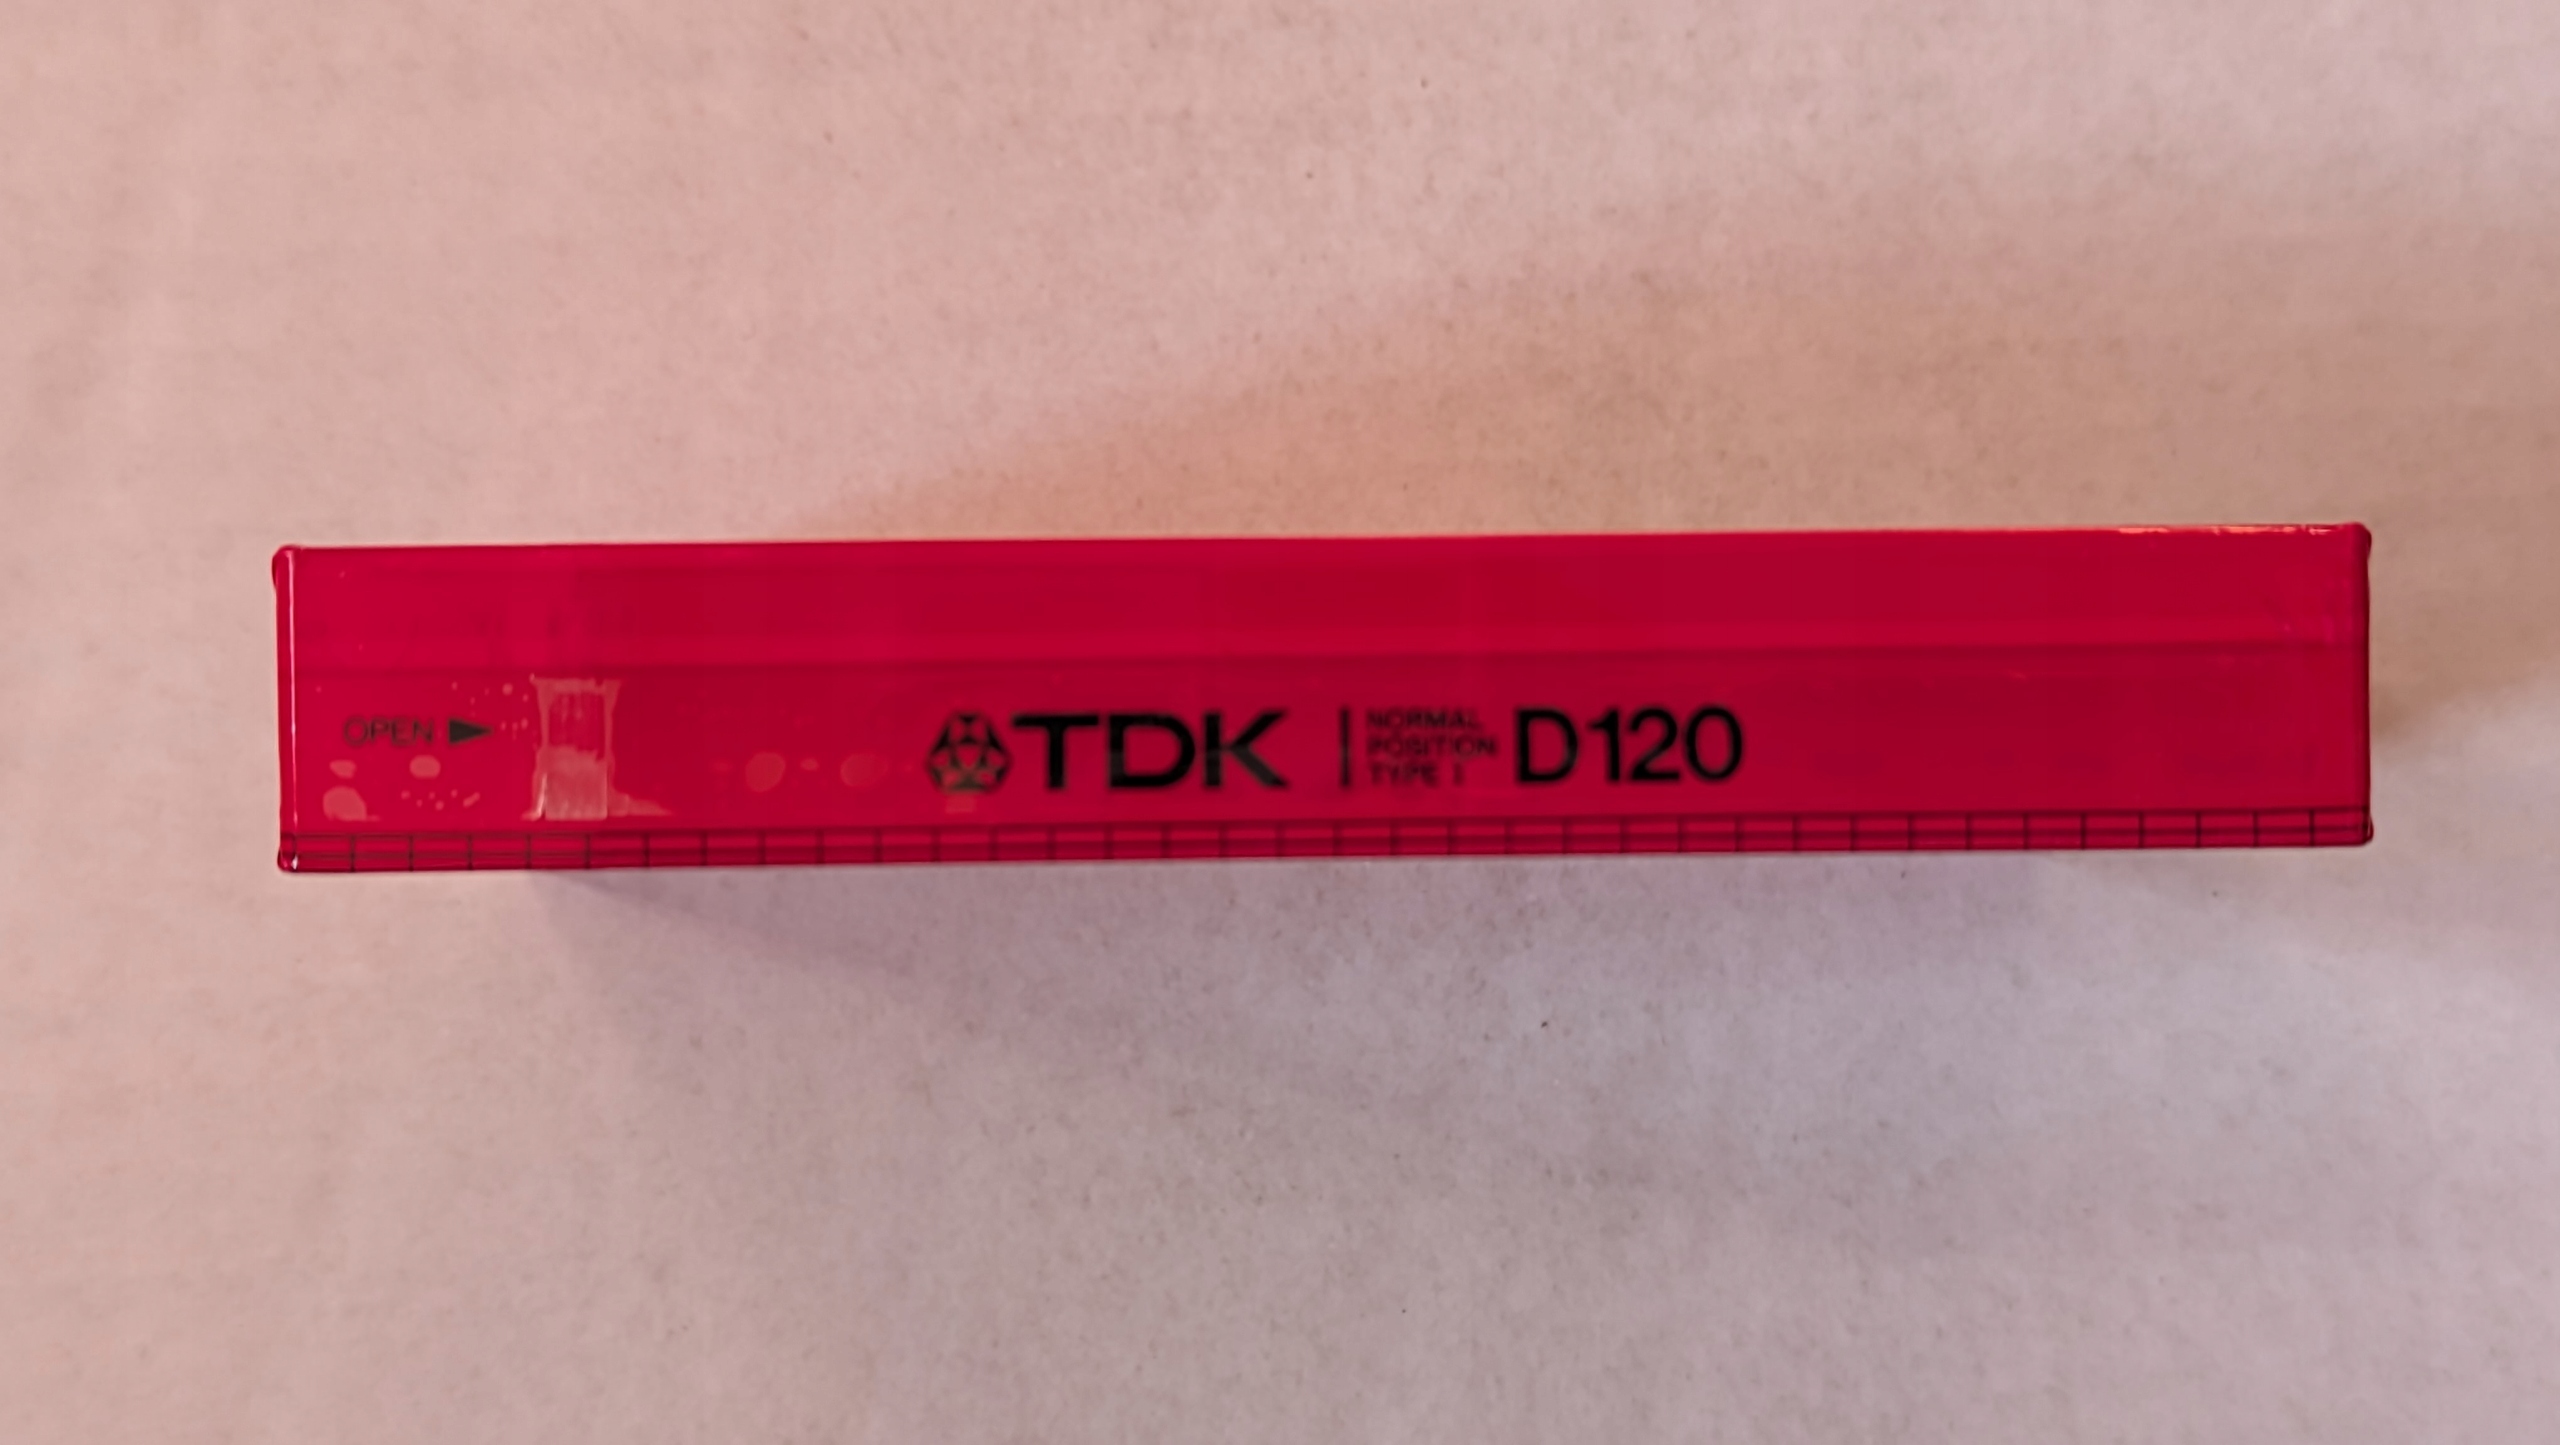 OPEN
TDK
NORMAL
POSITION
TYPE I
D120